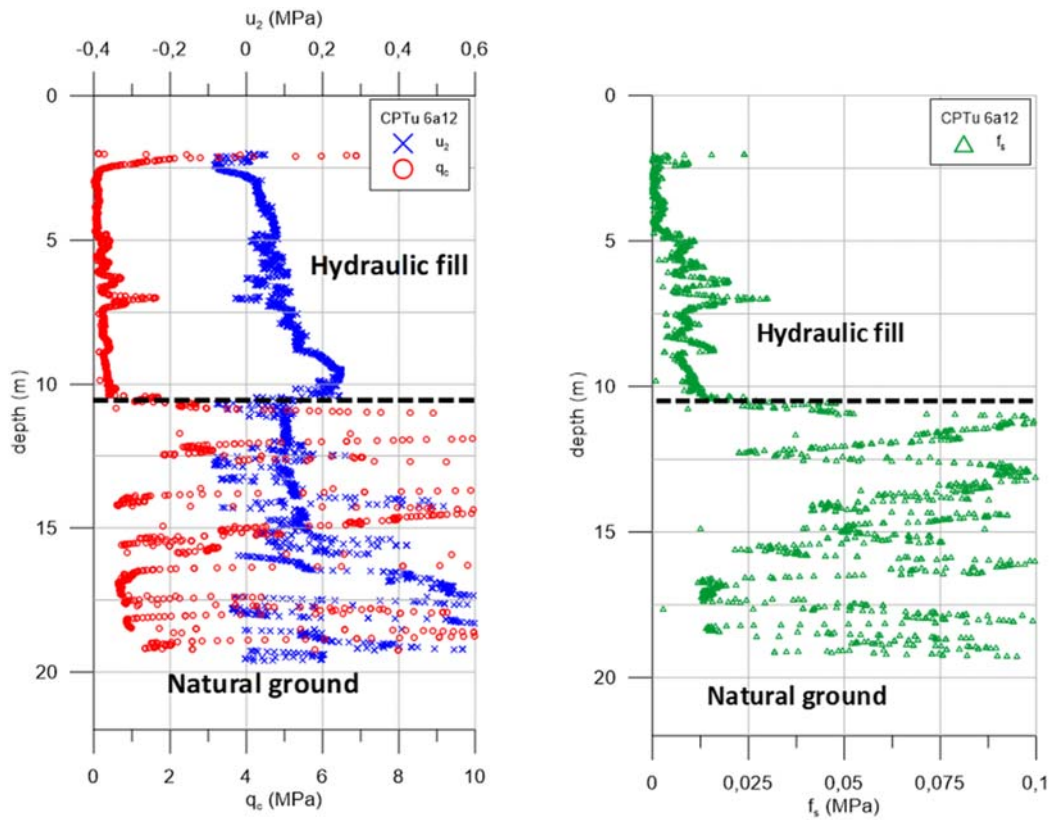 u₂ (MPa)
-0,4 -0,2 0 0,2 0,4 0,6
0
5
10
15
20
depth (m)
CPTu 6a12
u₂
q꜀
Hydraulic fill
Natural ground
0 2 4 6 8 10
q꜀ (MPa)
0
5
10
15
20
depth (m)
CPTu 6a12
fₛ
Hydraulic fill
Natural ground
0 0,025 0,05 0,075 0,1
fₛ (MPa)